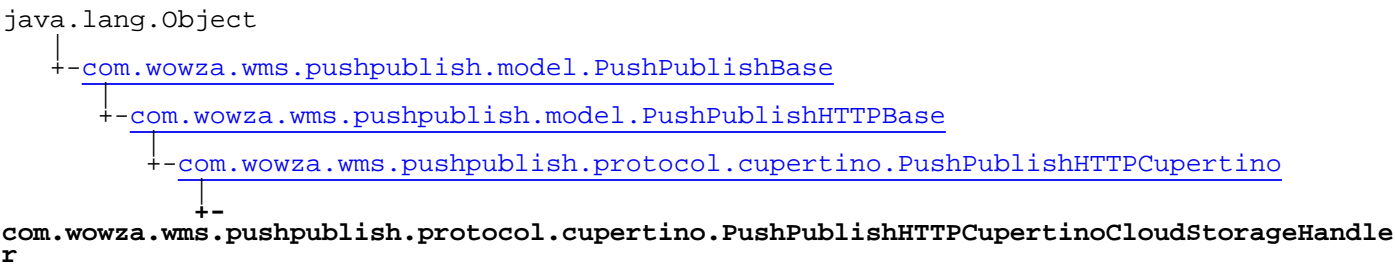 java.lang.Object
|
+-com.wowza.wms.pushpublish.model.PushPublishBase
|
+-com.wowza.wms.pushpublish.model.PushPublishHTTPBase
|
+-com.wowza.wms.pushpublish.protocol.cupertino.PushPublishHTTPCupertino
|
+-
com.wowza.wms.pushpublish.protocol.cupertino.PushPublishHTTPCupertinoCloudStorageHandle
r